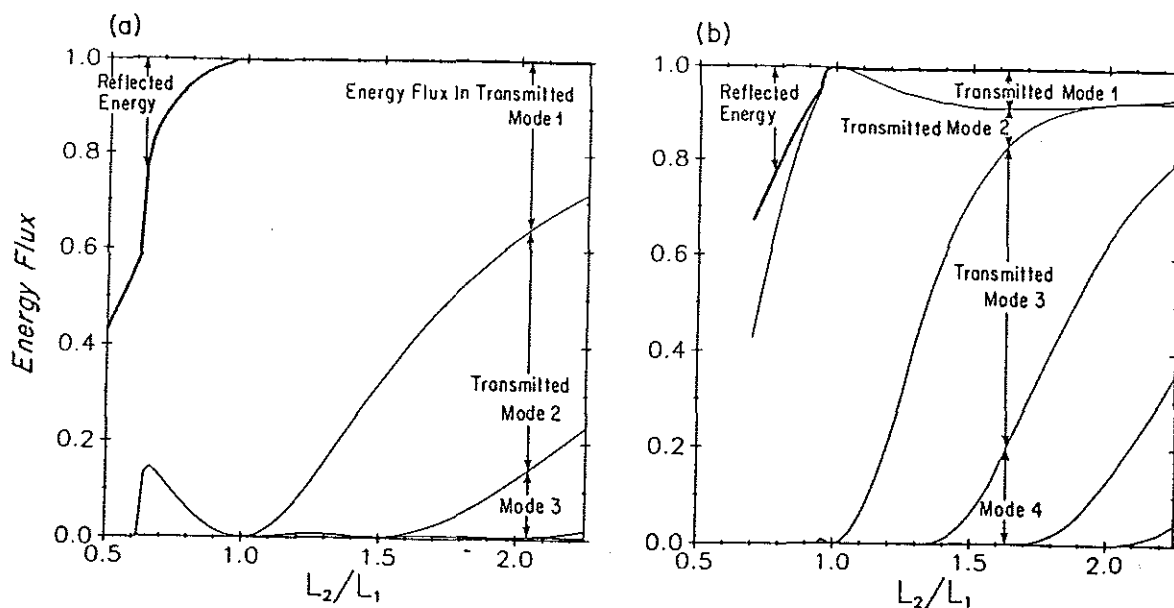 (a)
1.0
0.8
0.6
0.4
0.2
0.0
0.5
1.0
1.5
2.0
Energy Flux
L₂/L₁
Reflected
Energy
Energy Flux In Transmitted
Mode 1
Transmitted
Mode 2
Mode 3
(b)
1.0
0.8
0.6
0.4
0.2
0.0
0.5
1.0
1.5
2.0
L₂/L₁
Reflected
Energy
Transmitted Mode 1
Transmitted Mode 2
Transmitted
Mode 3
Mode 4